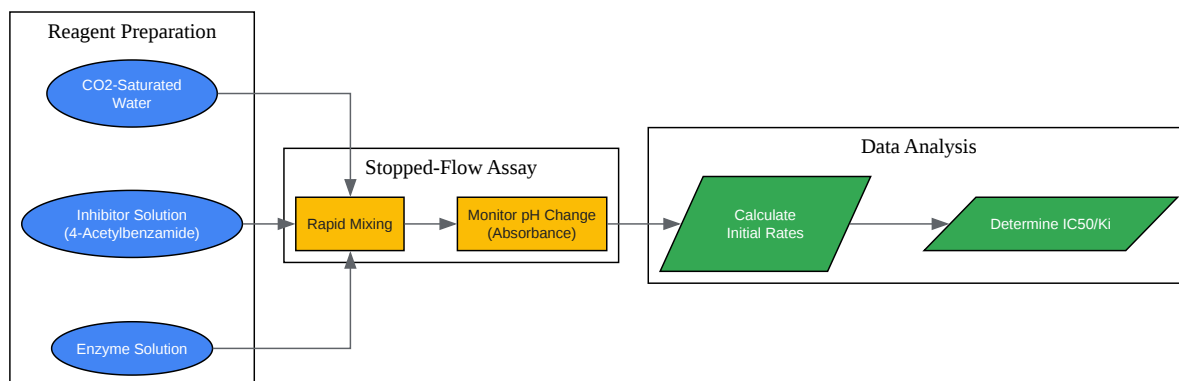 Reagent Preparation
CO2-Saturated
Water
Inhibitor Solution
(4-Acetylbenzamide)
Enzyme Solution
Stopped-Flow Assay
Rapid Mixing
Monitor pH Change
(Absorbance)
Data Analysis
Calculate
Initial Rates
Determine IC50/Ki